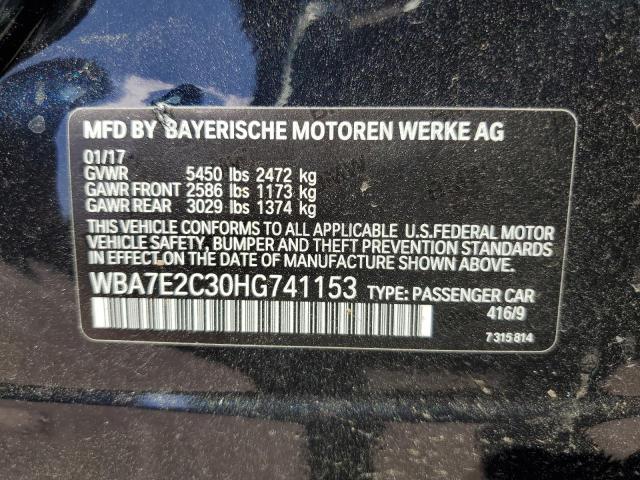 MFD BY BAYERISCHE MOTOREN WERKE AG
01/17
GVWR 5450 lbs 2472 kg
GAWR FRONT 2586 lbs 1173 kg
GAWR REAR 3029 lbs 1374 kg
THIS VEHICLE CONFORMS TO ALL APPLICABLE U.S.FEDERAL MOTOR
VEHICLE SAFETY, BUMPER AND THEFT PREVENTION STANDARDS
IN EFFECT ON THE DATE OF MANUFACTURE SHOWN ABOVE.
WBA7E2C30HG741153 TYPE: PASSENGER CAR
416/9
7 315 814